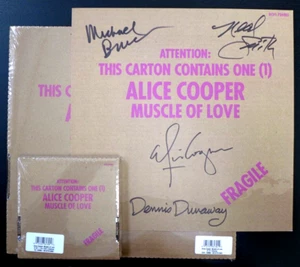 Michael
Bruce
Neal
Smith
ATTENTION:
THIS CARTON CONTAINS ONE (1)
ALICE COOPER
MUSCLE OF LOVE
Alice Cooper
Dennis Dunaway
FRAGILE
THIS C
A
M
ATTENTION:
THIS CARTON CONTAINS ONE (1)
ALICE COOPER
MUSCLE OF LOVE
FRAGILE